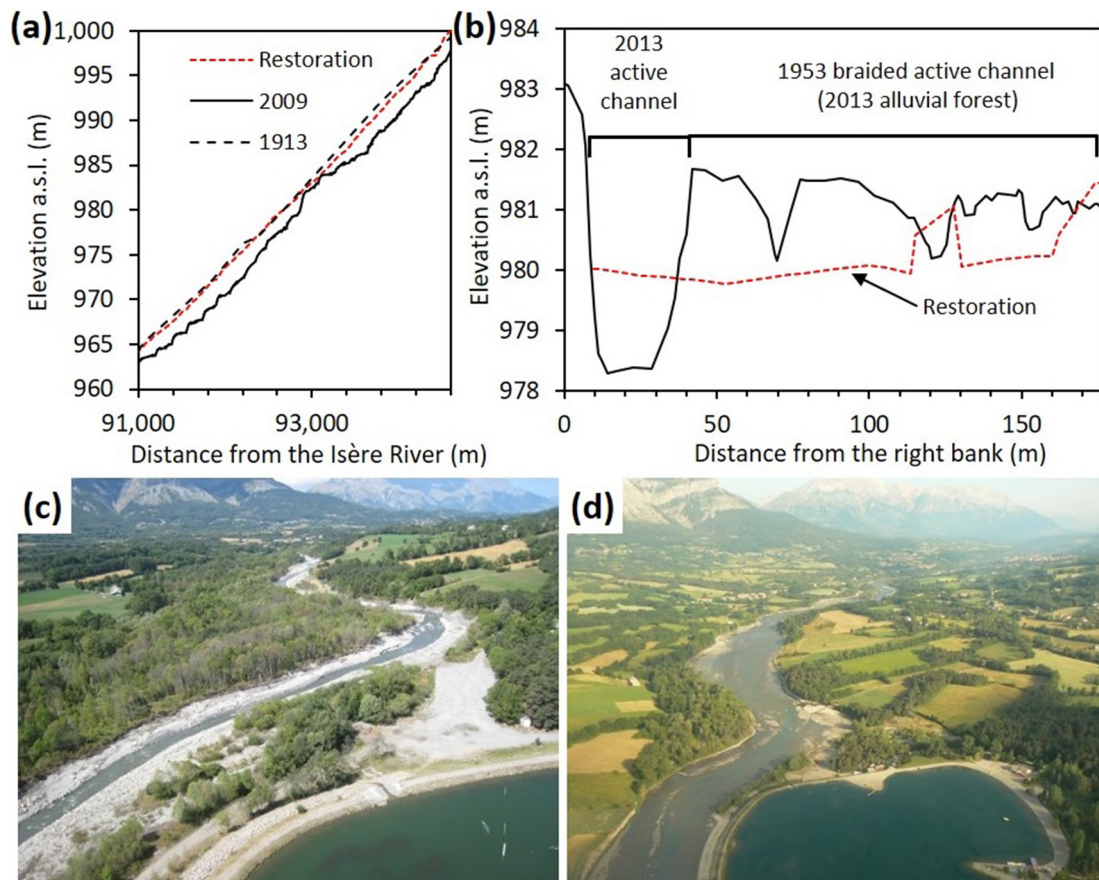 (a)
1,000
995
990
985
980
975
970
965
960
Elevation a.s.l. (m)
Restoration
2009
1913
91,000
93,000
Distance from the Isère River (m)
(b)
984
983
982
981
980
979
978
Elevation a.s.l. (m)
2013
active
channel
1953 braided active channel
(2013 alluvial forest)
Restoration
0
50
100
150
Distance from the right bank (m)
(c)
(d)